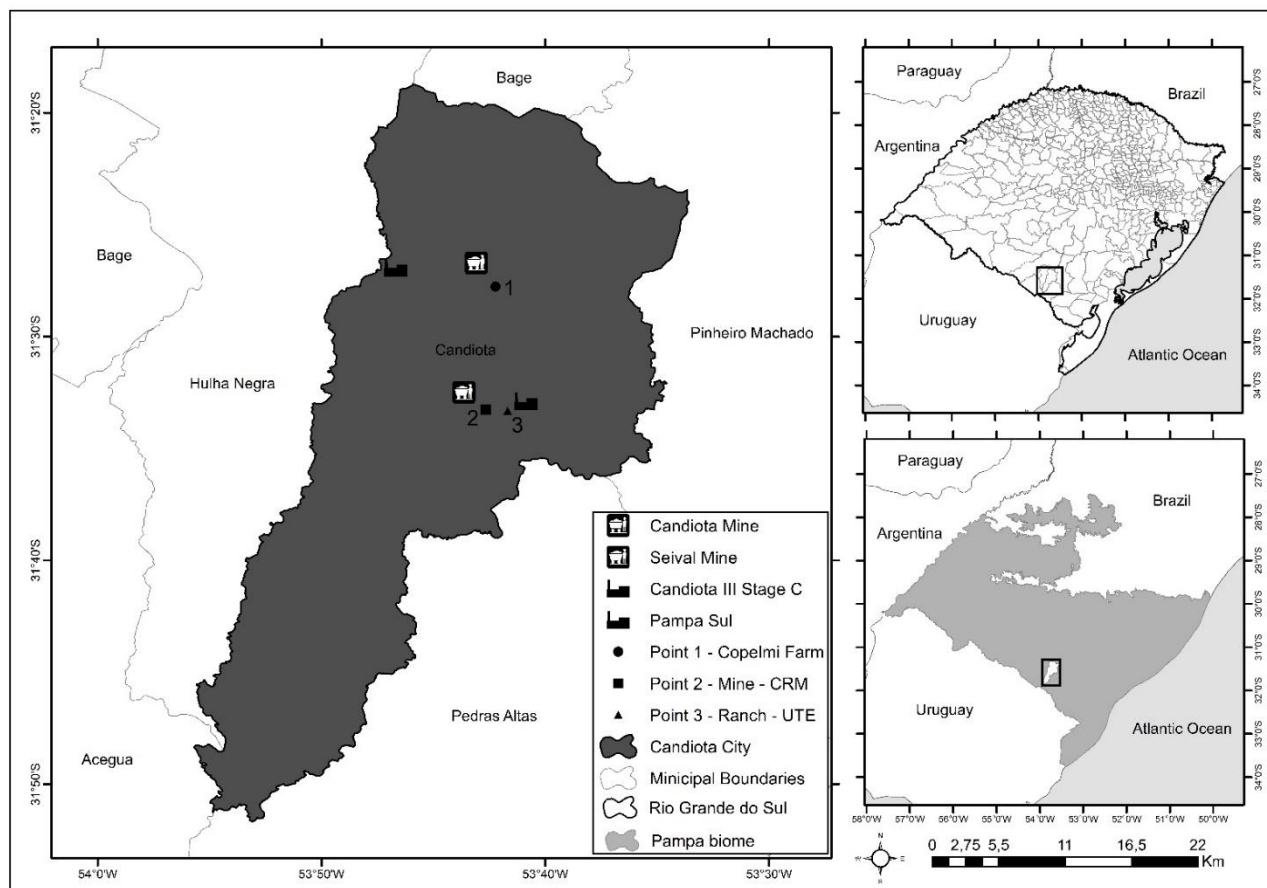 Bage
31°20'S
Bage
1
31°30'S
Candiota
Pinheiro Machado
Hulha Negra
2
3
31°40'S
Pedras Altas
Acegua
31°50'S
54°0'W
53°50'W
53°40'W
53°30'W
Candiota Mine
Seival Mine
Candiota III Stage C
Pampa Sul
Point 1 - Copelmi Farm
Point 2 - Mine - CRM
Point 3 - Ranch - UTE
Candiota City
Minicipal Boundaries
Rio Grande do Sul
Pampa biome
Paraguay
Brazil
Argentina
Uruguay
Atlantic Ocean
27°0'S
28°0'S
29°0'S
30°0'S
31°0'S
32°0'S
33°0'S
34°0'S
Paraguay
Brazil
Argentina
Uruguay
Atlantic Ocean
27°0'S
28°0'S
29°0'S
30°0'S
31°0'S
32°0'S
33°0'S
34°0'S
58°0'W
57°0'W
56°0'W
55°0'W
54°0'W
53°0'W
52°0'W
51°0'W
50°0'W
N
W
E
S
0
2,75
5,5
11
16,5
22
Km